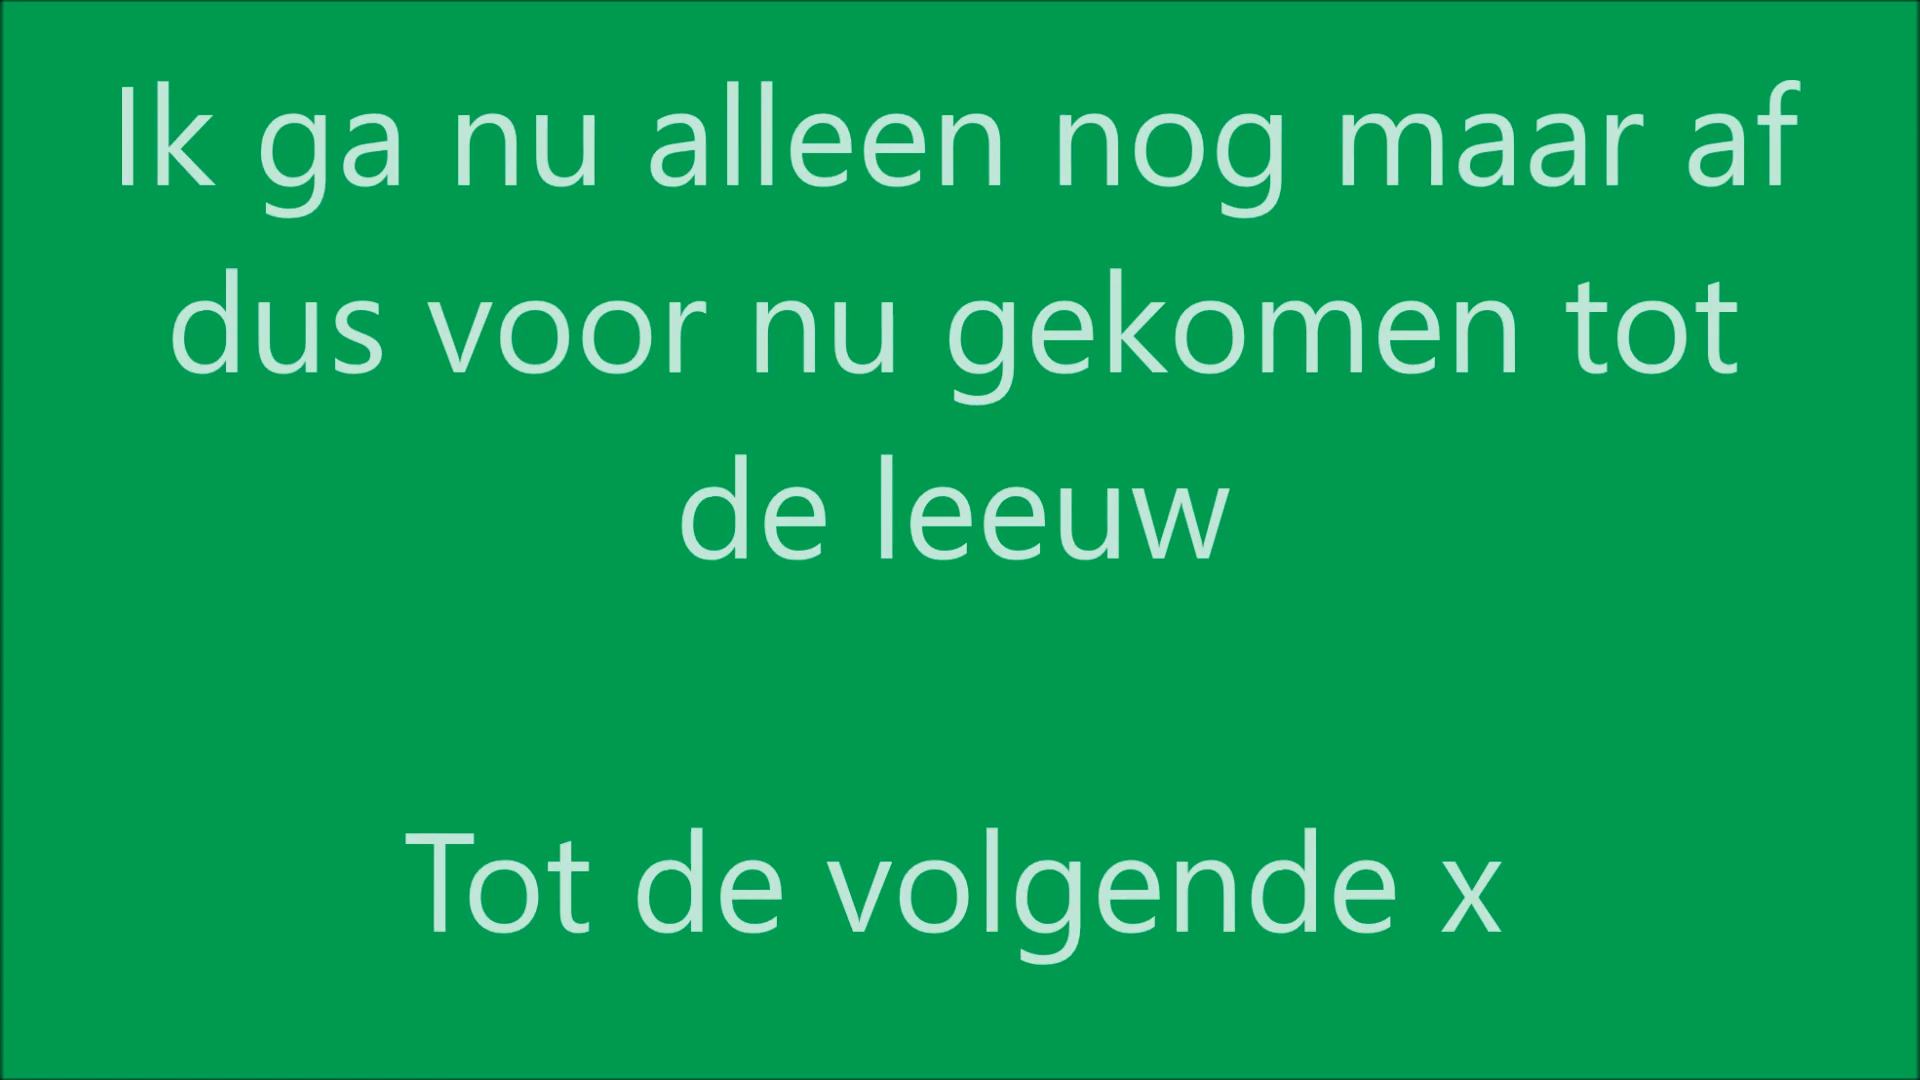 Ik ga nu alleen nog maar af
dus voor nu gekomen tot
de leeuw
Tot de volgende x